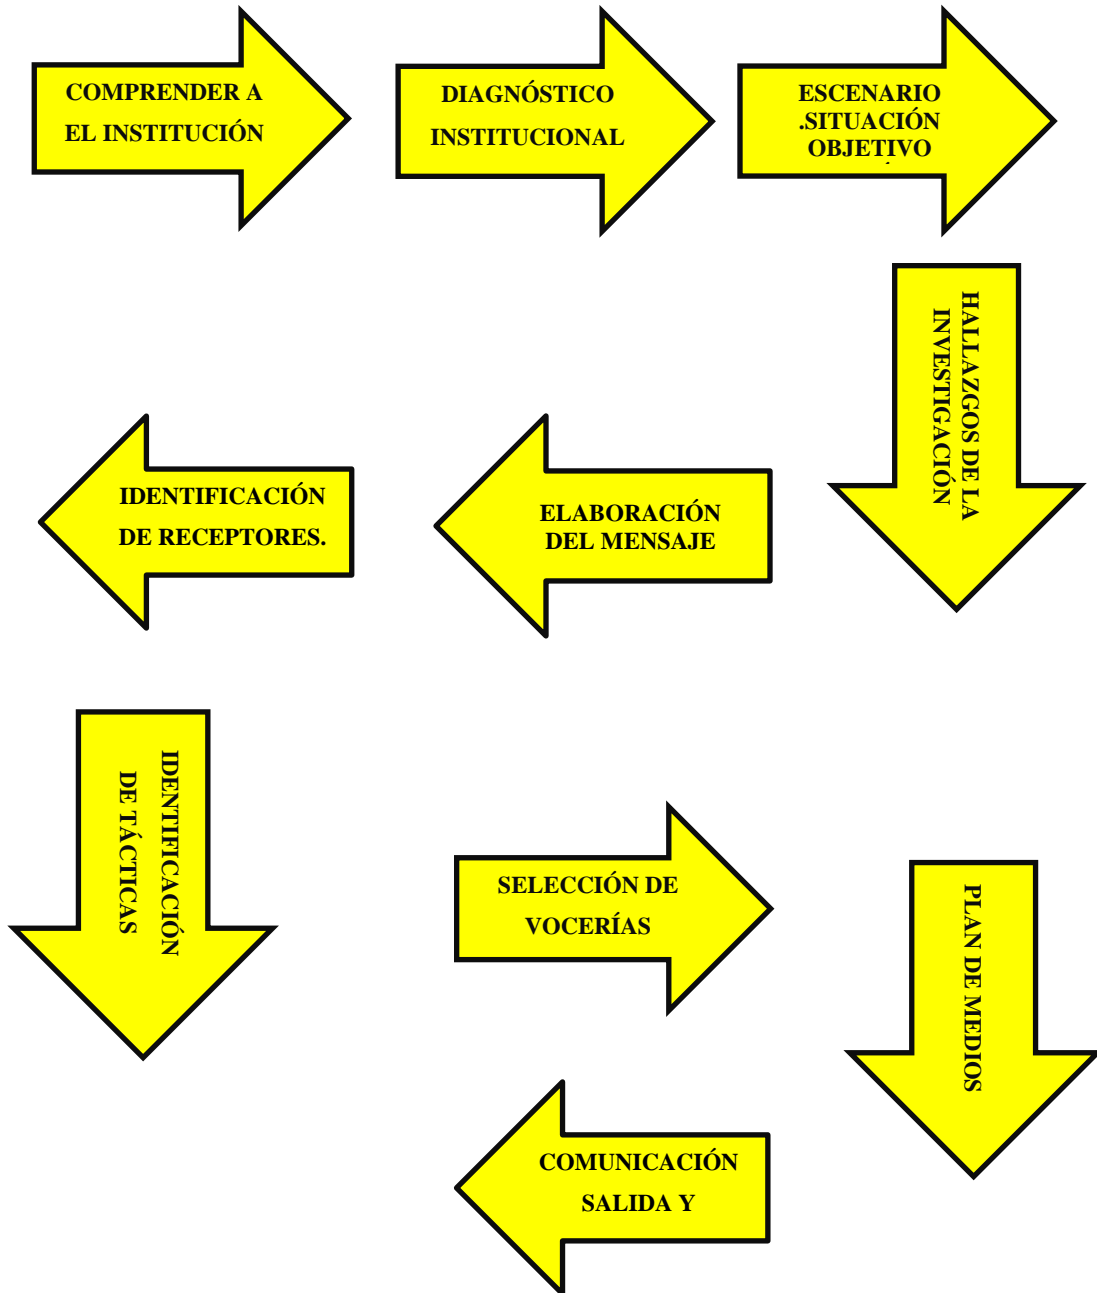 COMPRENDER A
EL INSTITUCIÓN
DIAGNÓSTICO
INSTITUCIONAL
ESCENARIO
.SITUACIÓN
OBJETIVO
HALLAZGOS DE LA
INVESTIGACIÓN
ELABORACIÓN
DEL MENSAJE
IDENTIFICACIÓN
DE RECEPTORES.
IDENTIFICACIÓN
DE TÁCTICAS
SELECCIÓN DE
VOCERÍAS
PLAN DE MEDIOS
COMUNICACIÓN
SALIDA Y